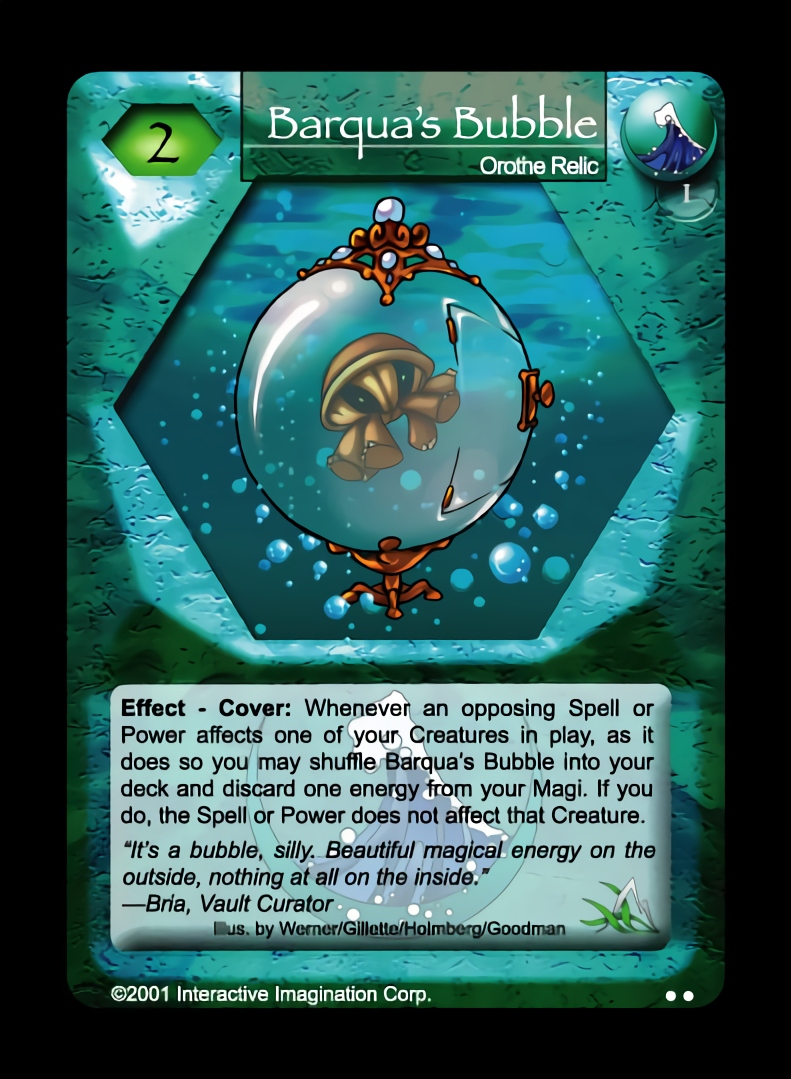 2
Barqua's Bubble
Orothe Relic
1
Effect - Cover: Whenever an opposing Spell or
Power affects one of your Creatures in play, as it
does so you may shuffle Barqua's Bubble into your
deck and discard one energy from your Magi. If you
do, the Spell or Power does not affect that Creature.
"It's a bubble, silly. Beautiful magical energy on the
outside, nothing at all on the inside."
—Bria, Vault Curator
Illus. by Werner/Gillette/Holmberg/Goodman
©2001 Interactive Imagination Corp.